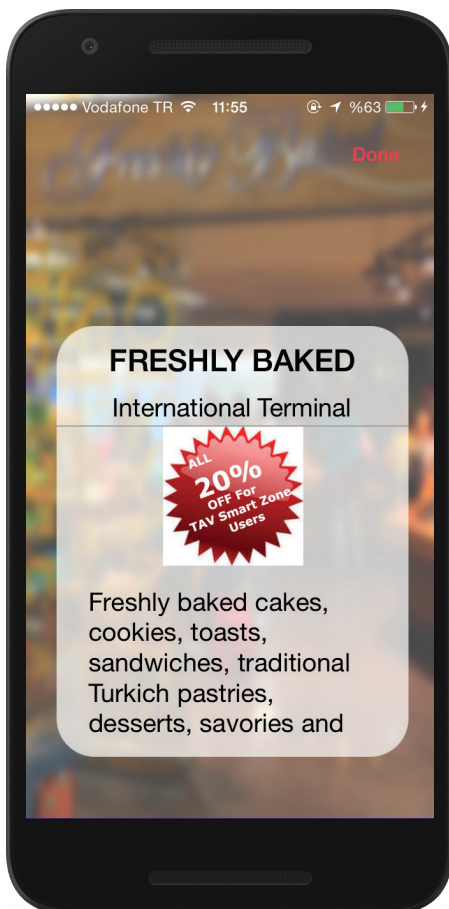 Vodafone TR 11:55 %63
Done
FRESHLY BAKED
International Terminal
ALL
20%
OFF For
TAV Smart Zone
Users
Freshly baked cakes,
cookies, toasts,
sandwiches, traditional
Turkich pastries,
desserts, savories and